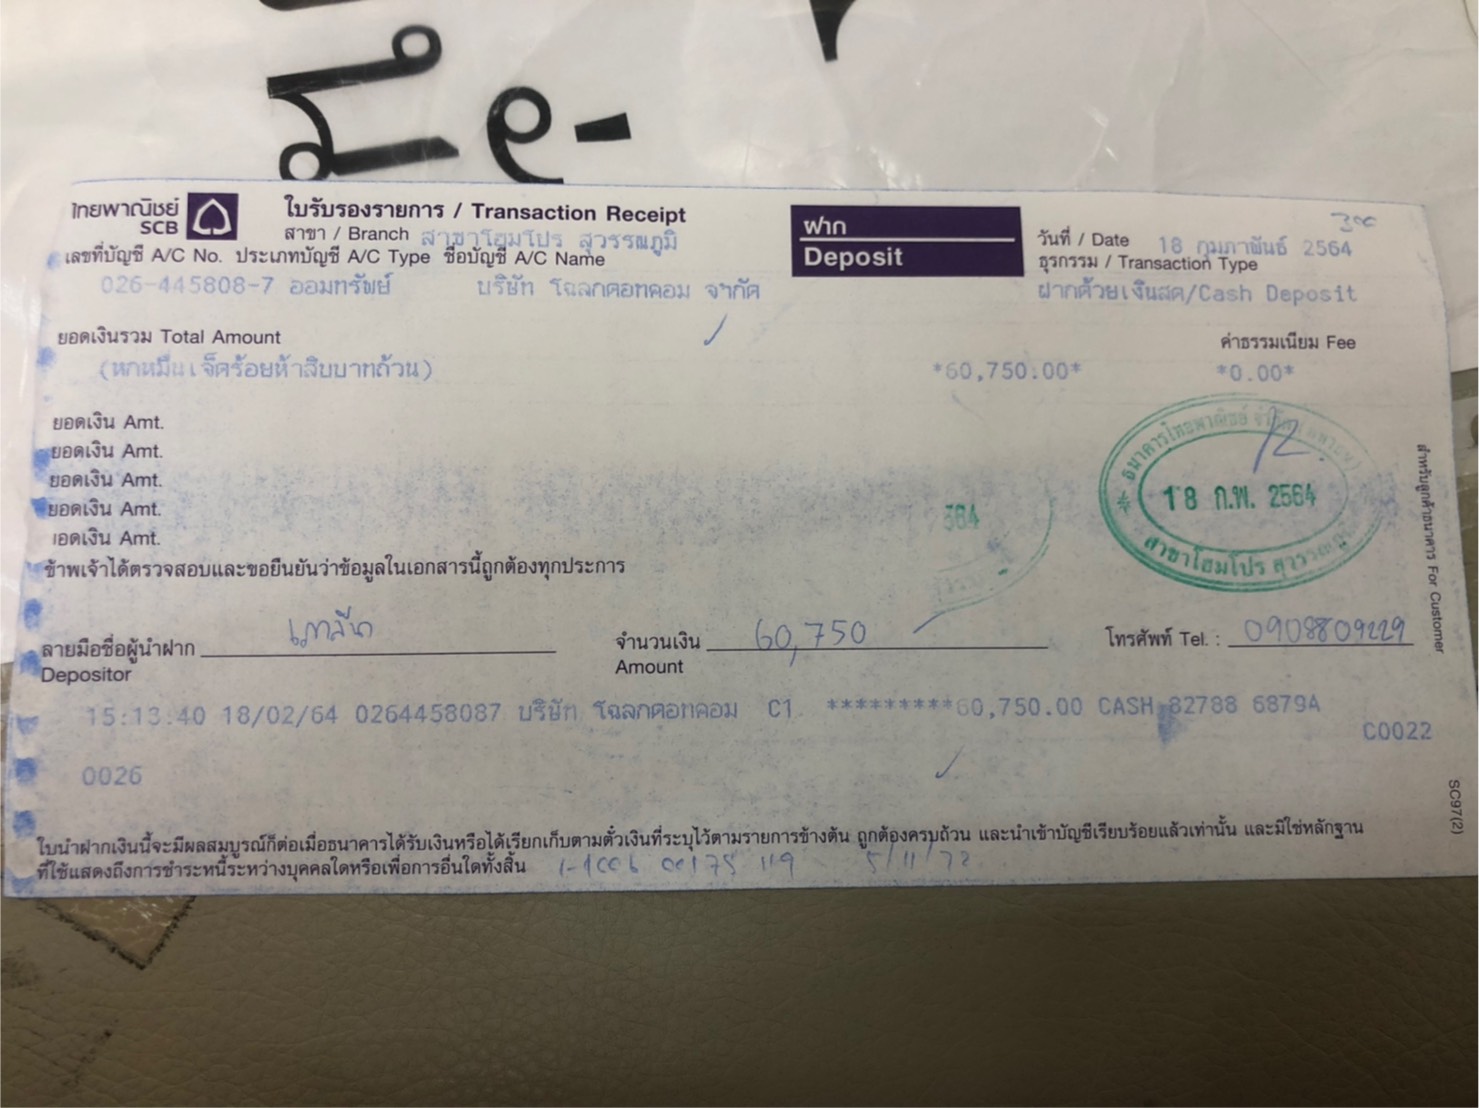 มี ๑-
ไทยพาณิชย์
SCB
ใบรับรองรายการ / Transaction Receipt
สาขา / Branch สาขาโฮมโปร สุวรรณภูมิ
ฝาก
Deposit
300
วันที่ / Date 18 กุมภาพันธ์ 2564
ธุรกรรม / Transaction Type
ฝากด้วยเงินสด/Cash Deposit
เลขที่บัญชี A/C No. ประเภทบัญชี A/C Type ชื่อบัญชี A/C Name
026-445808-7 ออมทรัพย์ บริษัท โฉลกดอทคอม จำกัด
ยอดเงินรวม Total Amount ค่าธรรมเนียม Fee
(หกหมื่นเจ็ดร้อยห้าสิบบาทถ้วน) *60,750.00* *0.00*
ยอดเงิน Amt.
ยอดเงิน Amt.
ยอดเงิน Amt.
ยอดเงิน Amt.
เอดเงิน Amt.
ธนาคารไทยพาณิชย์ จำกัด (มหาชน)
18 ก.พ. 2564
สาขาโฮมโปร สุวรรณภูมิ
564
สำหรับลูกค้าธนาคาร For Customer
ข้าพเจ้าได้ตรวจสอบและขอยืนยันว่าข้อมูลในเอกสารนี้ถูกต้องทุกประการ
ลายมือชื่อผู้นำฝาก จำนวนเงิน 60,750 โทรศัพท์ Tel. : 0908809229
Depositor Amount
15:13:40 18/02/64 0264458087 บริษัท โฉลกดอทคอม C1 *********60,750.00 CASH 82788 6879A
C0022
0026
SC97(2)
ใบนำฝากเงินนี้จะมีผลสมบูรณ์ก็ต่อเมื่อธนาคารได้รับเงินหรือได้เรียกเก็บตามตั๋วเงินที่ระบุไว้ตามรายการข้างต้น ถูกต้องครบถ้วน และนำเข้าบัญชีเรียบร้อยแล้วเท่านั้น และมิใช่หลักฐาน
ที่ใช้แสดงถึงการชำระหนี้ระหว่างบุคคลใดหรือเพื่อการอื่นใดทั้งสิ้น 1-1006 00175 119 5/11/72